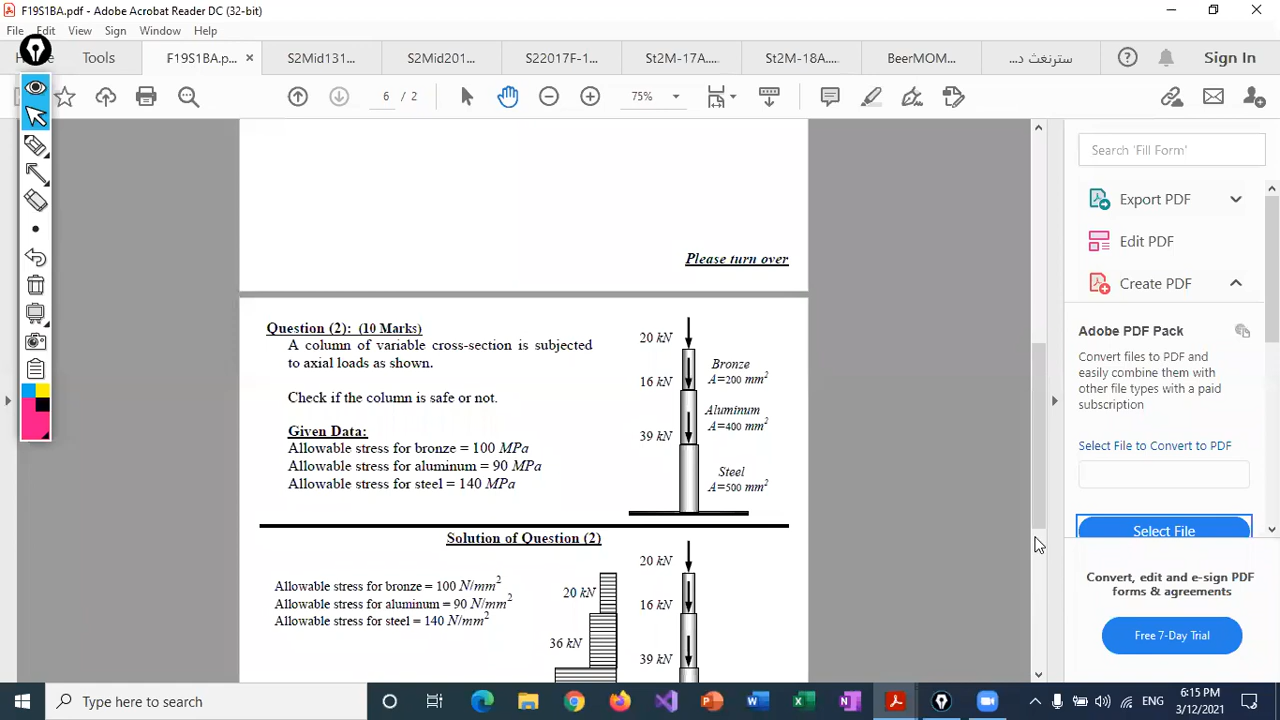 F19S1BA.pdf - Adobe Acrobat Reader DC (32-bit)
File Edit View Sign Window Help
Tools F19S1BA.p... S2Mid131... S2Mid201... S22017F-1... St2M-17A.... St2M-18A.... BeerMOM... سترنغث د... Sign In
6 / 2 75%
Search 'Fill Form'
Export PDF
Edit PDF
Create PDF
Adobe PDF Pack
Convert files to PDF and
easily combine them with
other file types with a paid
subscription
Select File to Convert to PDF
Select File
Convert, edit and e-sign PDF
forms & agreements
Free 7-Day Trial
Please turn over
Question (2): (10 Marks)
A column of variable cross-section is subjected
to axial loads as shown.
Check if the column is safe or not.
Given Data:
Allowable stress for bronze = 100 MPa
Allowable stress for aluminum = 90 MPa
Allowable stress for steel = 140 MPa
20 kN
16 kN
39 kN
Bronze
A=200 mm²
Aluminum
A=400 mm²
Steel
A=500 mm²
Solution of Question (2)
Allowable stress for bronze = 100 N/mm²
Allowable stress for aluminum = 90 N/mm²
Allowable stress for steel = 140 N/mm²
20 kN
36 kN
20 kN
16 kN
39 kN
Type here to search
ENG
6:15 PM
3/12/2021